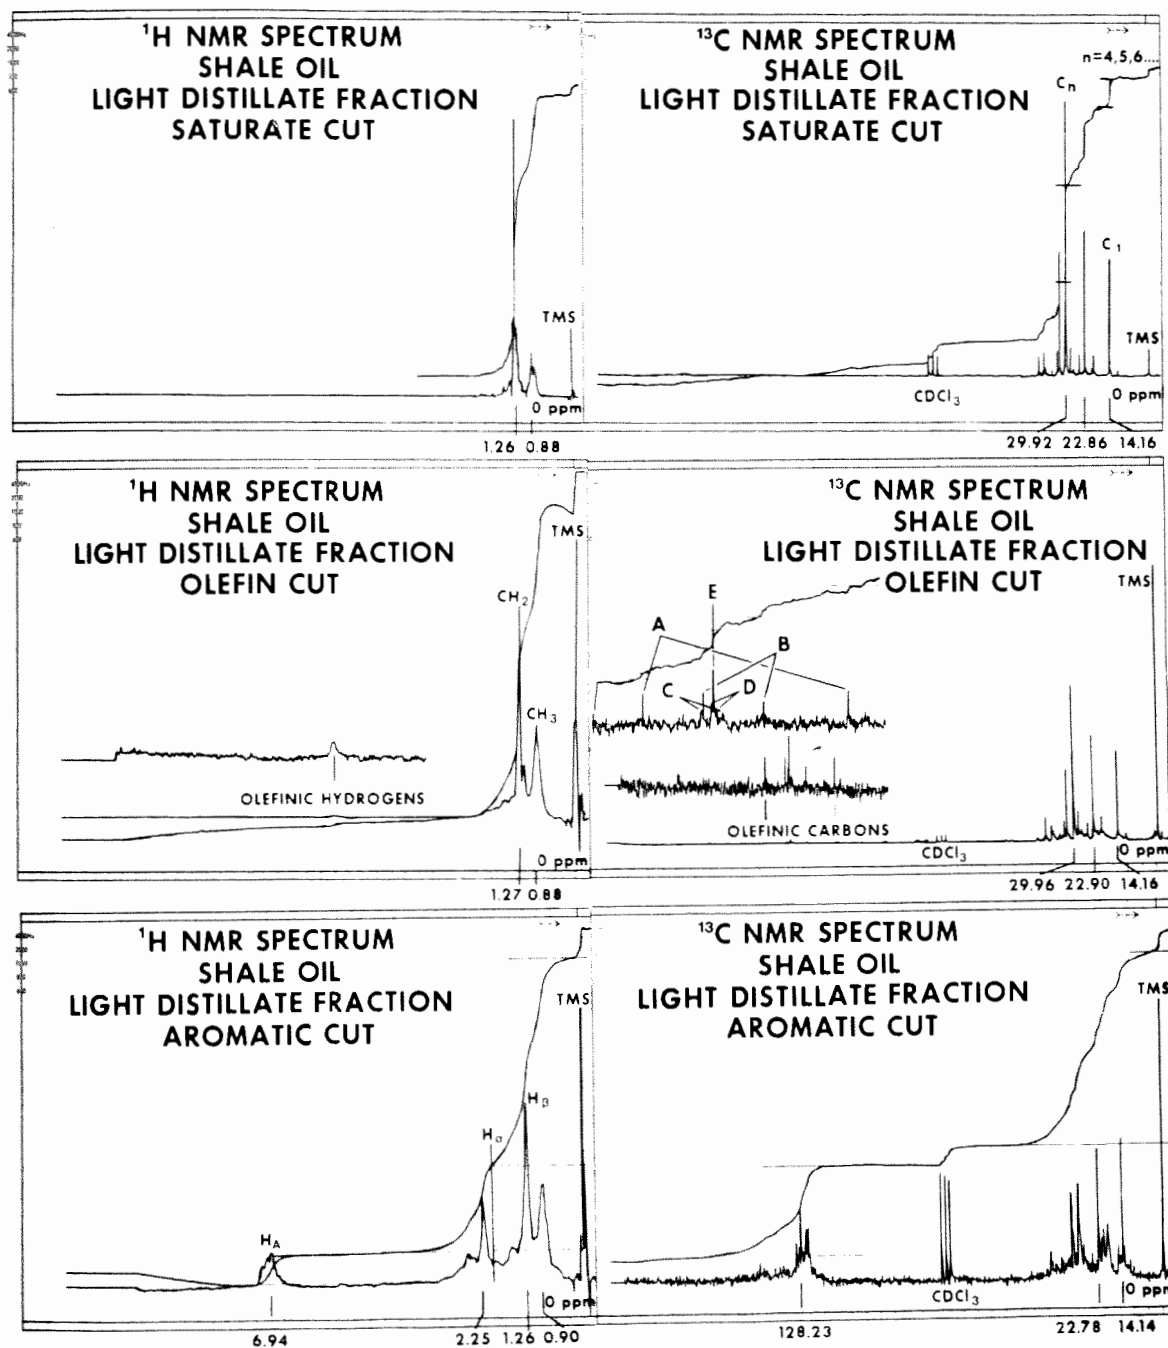 ¹H NMR SPECTRUM
SHALE OIL
LIGHT DISTILLATE FRACTION
SATURATE CUT
TMS
0 ppm
1.26 0.88
¹³C NMR SPECTRUM
SHALE OIL
LIGHT DISTILLATE FRACTION
SATURATE CUT
n=4,5,6....
Cn
C1
TMS
CDCl3
0 ppm
29.92 22.86 14.16
¹H NMR SPECTRUM
SHALE OIL
LIGHT DISTILLATE FRACTION
OLEFIN CUT
TMS
CH2
CH3
OLEFINIC HYDROGENS
0 ppm
1.27 0.88
¹³C NMR SPECTRUM
SHALE OIL
LIGHT DISTILLATE FRACTION
OLEFIN CUT
TMS
E
A
B
C D
OLEFINIC CARBONS
CDCl3
0 ppm
29.96 22.90 14.16
¹H NMR SPECTRUM
SHALE OIL
LIGHT DISTILLATE FRACTION
AROMATIC CUT
TMS
Hβ
Hα
HA
0 ppm
6.94 2.25 1.26 0.90
¹³C NMR SPECTRUM
SHALE OIL
LIGHT DISTILLATE FRACTION
AROMATIC CUT
TMS
CDCl3
0 ppm
128.23 22.78 14.14